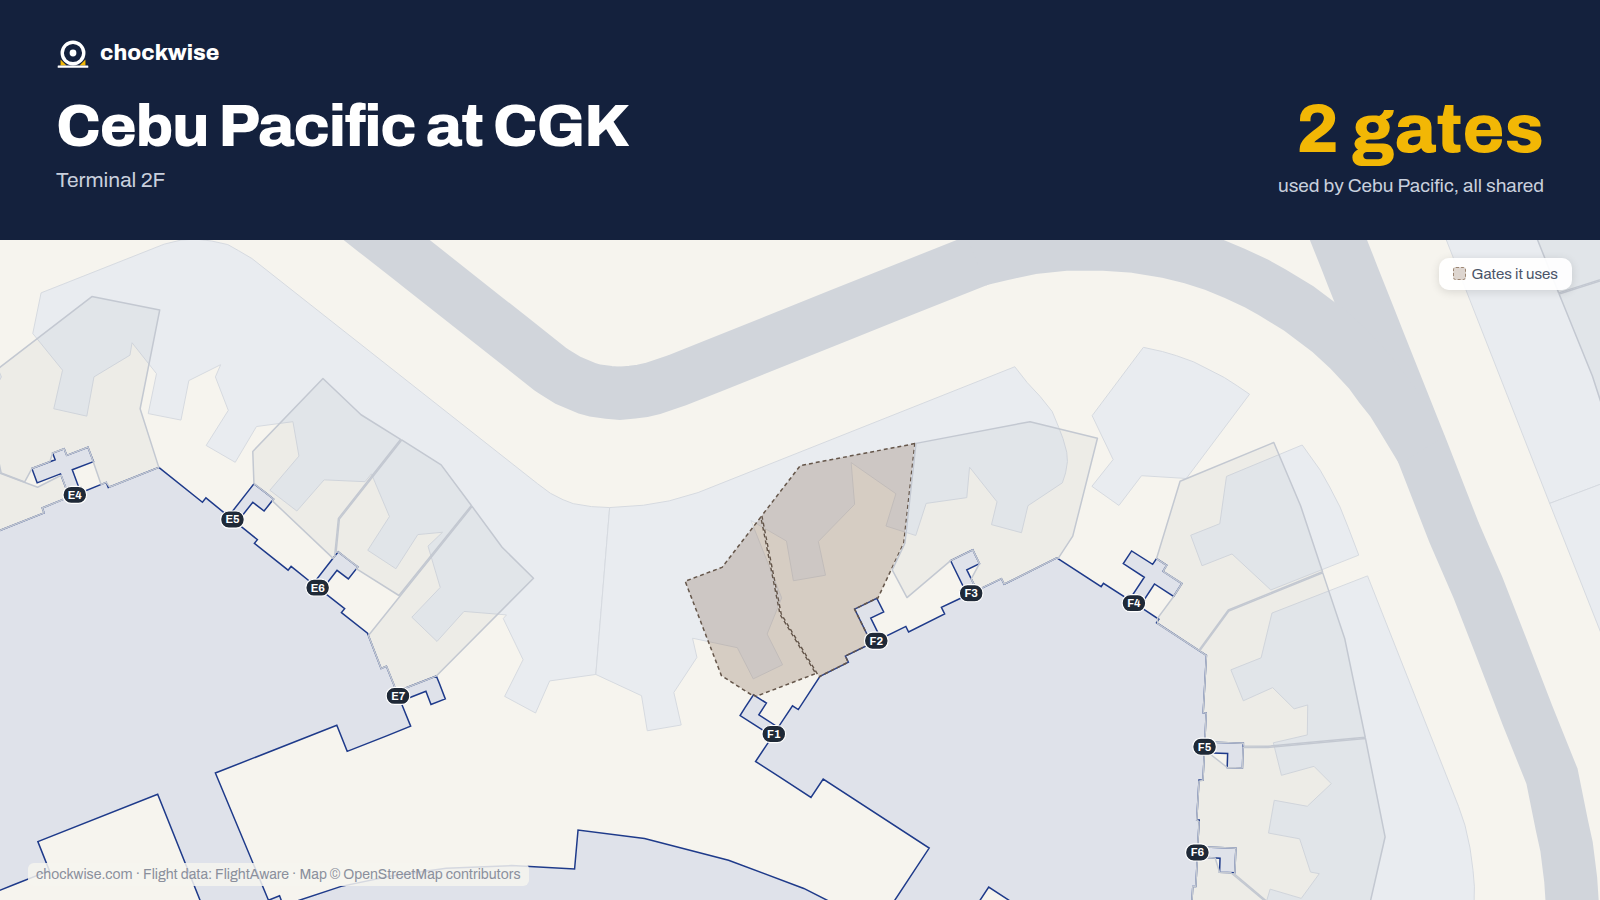 chockwise
Cebu Pacific at CGK
Terminal 2F
2 gates
used by Cebu Pacific, all shared
Gates it uses
E4
E5
E6
E7
F1
F2
F3
F4
F5
F6
chockwise.com · Flight data: FlightAware · Map © OpenStreetMap contributors